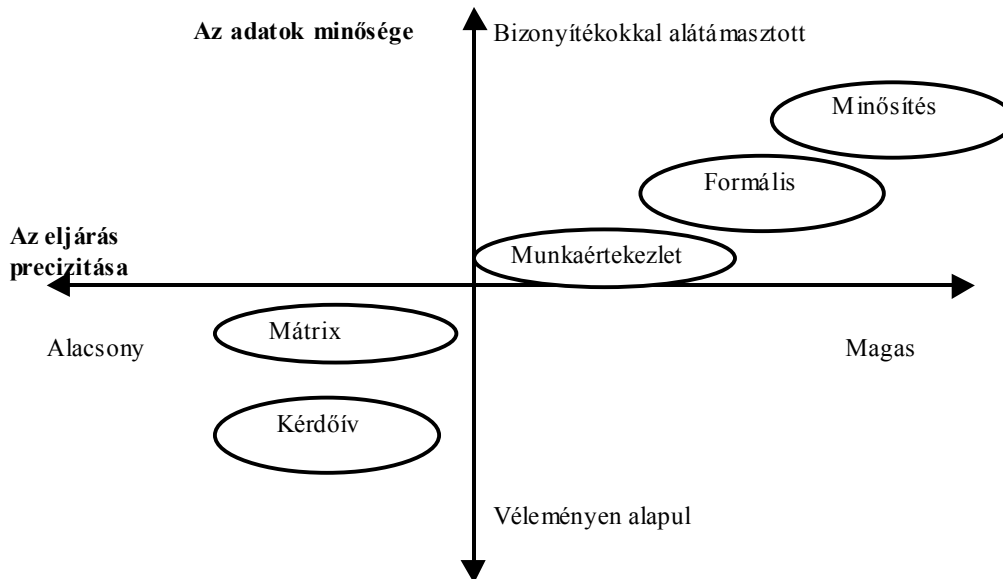 Az adatok minősége
Bizonyítékokkal alátámasztott
Minősítés
Formális
Az eljárás
precizitása
Munkaértekezlet
Mátrix
Alacsony
Magas
Kérdőív
Véleményen alapul